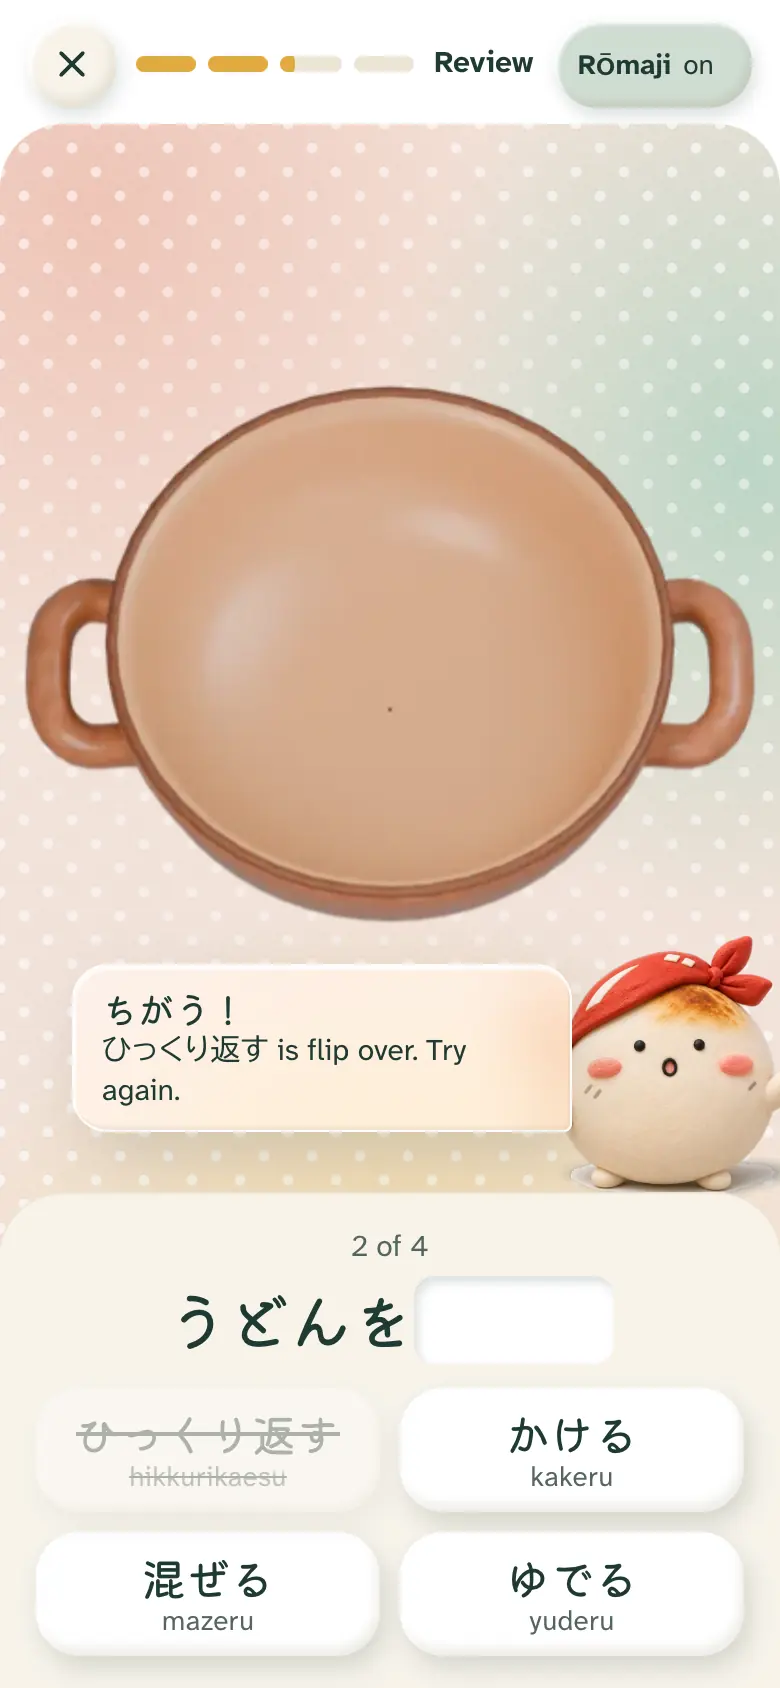 Review
Rōmaji on
ちがう！
ひっくり返す is flip over. Try
again.
2 of 4
うどんを
ひっくり返す
hikkurikaesu
かける
kakeru
混ぜる
mazeru
ゆでる
yuderu